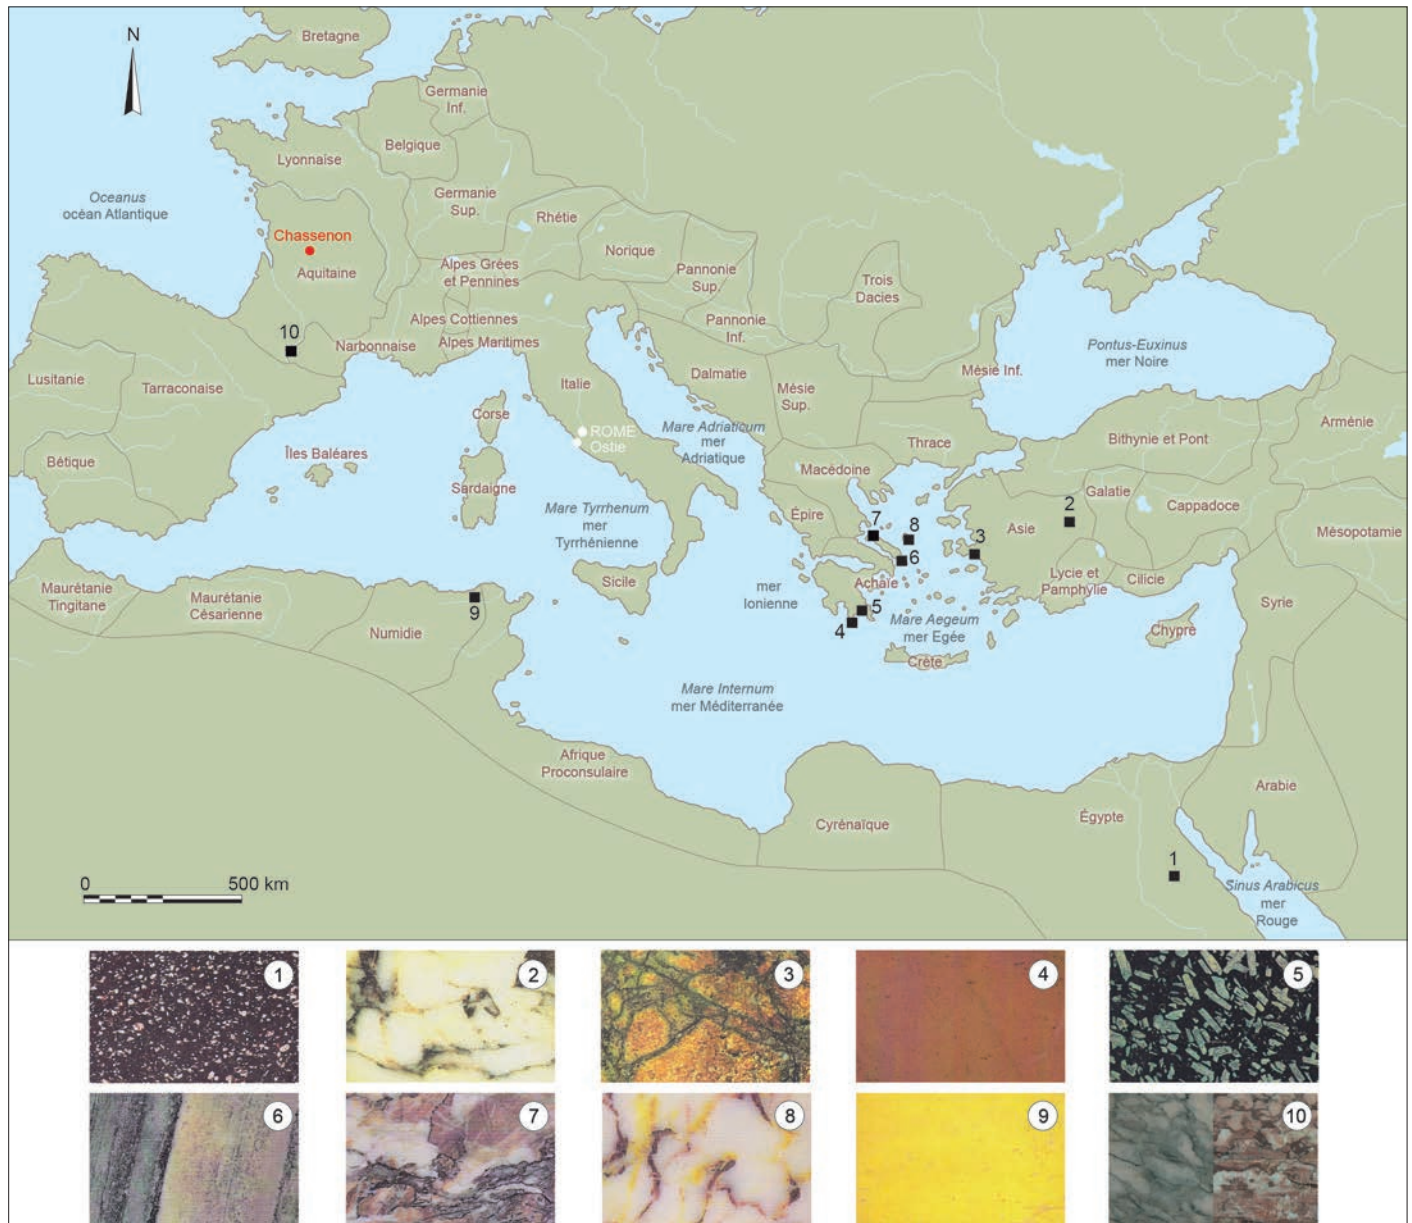 N
Bretagne
Germanie
Inf.
Belgique
Lyonnaise
Oceanus
océan Atlantique
Germanie
Sup.
Rhétie
Chassenon
Aquitaine
Norique
Alpes Grées
et Pennines
Pannonie
Sup.
Trois
Dacies
Alpes Cottiennes
Pannonie
Inf.
10
Narbonnaise
Alpes Maritimes
Pontus-Euxinus
mer Noire
Lusitanie
Tarraconaise
Italie
Dalmatie
Mésie
Sup.
Mésie Inf.
Corse
ROME
Ostie
Mare Adriaticum
mer
Adriatique
Thrace
Bithynie et Pont
Arménie
Bétique
Îles Baléares
Macédoine
Sardaigne
Galatie
Cappadoce
2
Mare Tyrrhenum
mer
Tyrrhénienne
Épire
7
8
3
Asie
Mésopotamie
6
Maurétanie
Tingitane
Maurétanie
Césarienne
9
Sicile
mer
Ionienne
Achaïe
5
4
Lycie et
Pamphylie
Cilicie
Syrie
Numidie
Mare Aegeum
mer Egée
Chypre
Crète
Mare Internum
mer Méditerranée
Afrique
Proconsulaire
Arabie
Égypte
Cyrénaïque
1
0 500 km
Sinus Arabicus
mer
Rouge
1
2
3
4
5
6
7
8
9
10